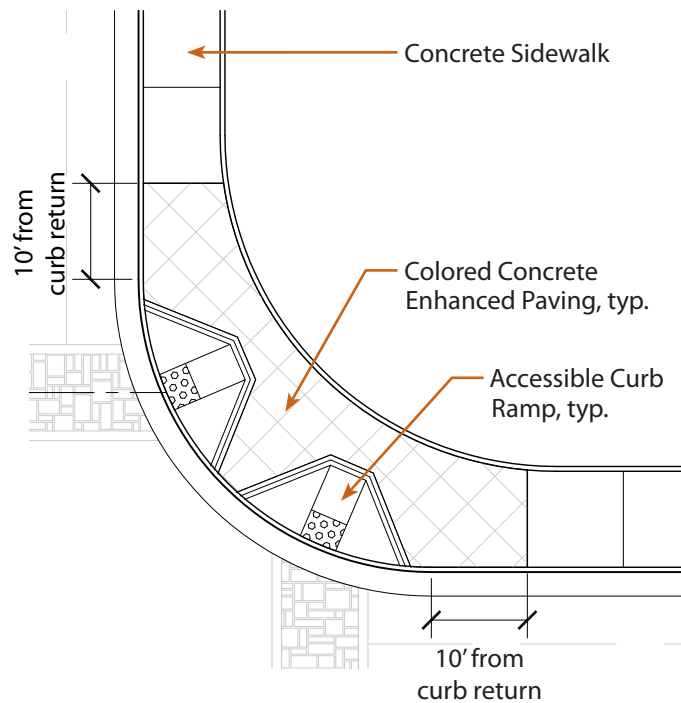 Concrete Sidewalk
10’ from
curb return
Colored Concrete
Enhanced Paving, typ.
Accessible Curb
Ramp, typ.
10’ from
curb return